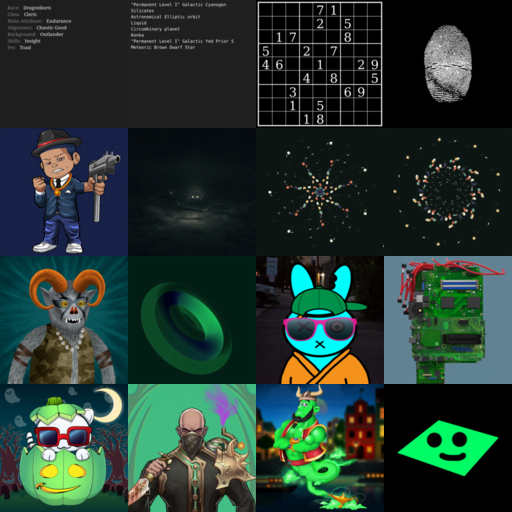 Race: Dragonborn
Class: Cleric
Main Attribute: Endurance
Alignment: Chaotic Good
Background: Outlander
Skills: Insight
Pet: Toad
"Permanent Level I" Galactic Cyanogen
Silicates
Astronomical Elliptic orbit
Liquid
Circumbinary planet
Konka
"Permanent Level I" Galactic Yed Prior S
Meteoric Brown Dwarf Star
7 1
2 5
1 7 8
5 2 7
4 6 1 2 9
4 8 5
3 6 9
1 5
1 8